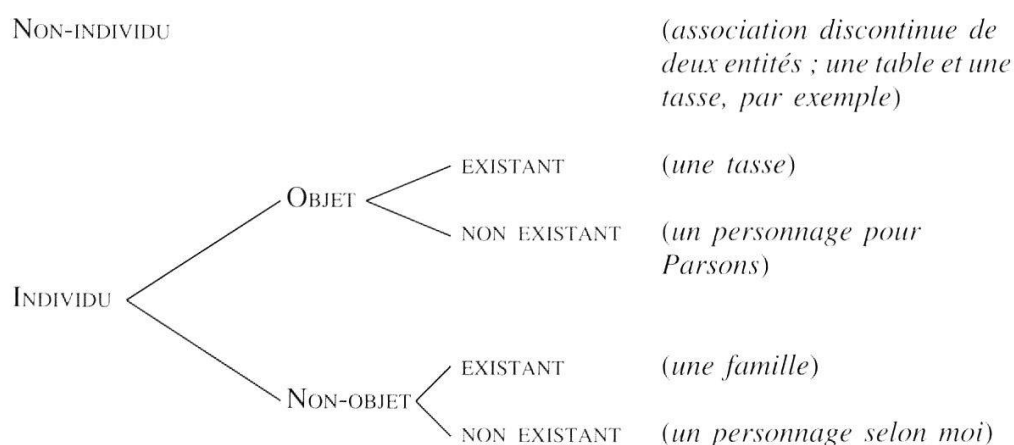 NON-INDIVIDU (association discontinue de
deux entités ; une table et une
tasse, par exemple)
EXISTANT (une tasse)
OBJET
NON EXISTANT (un personnage pour
Parsons)
INDIVIDU
EXISTANT (une famille)
NON-OBJET
NON EXISTANT (un personnage selon moi)